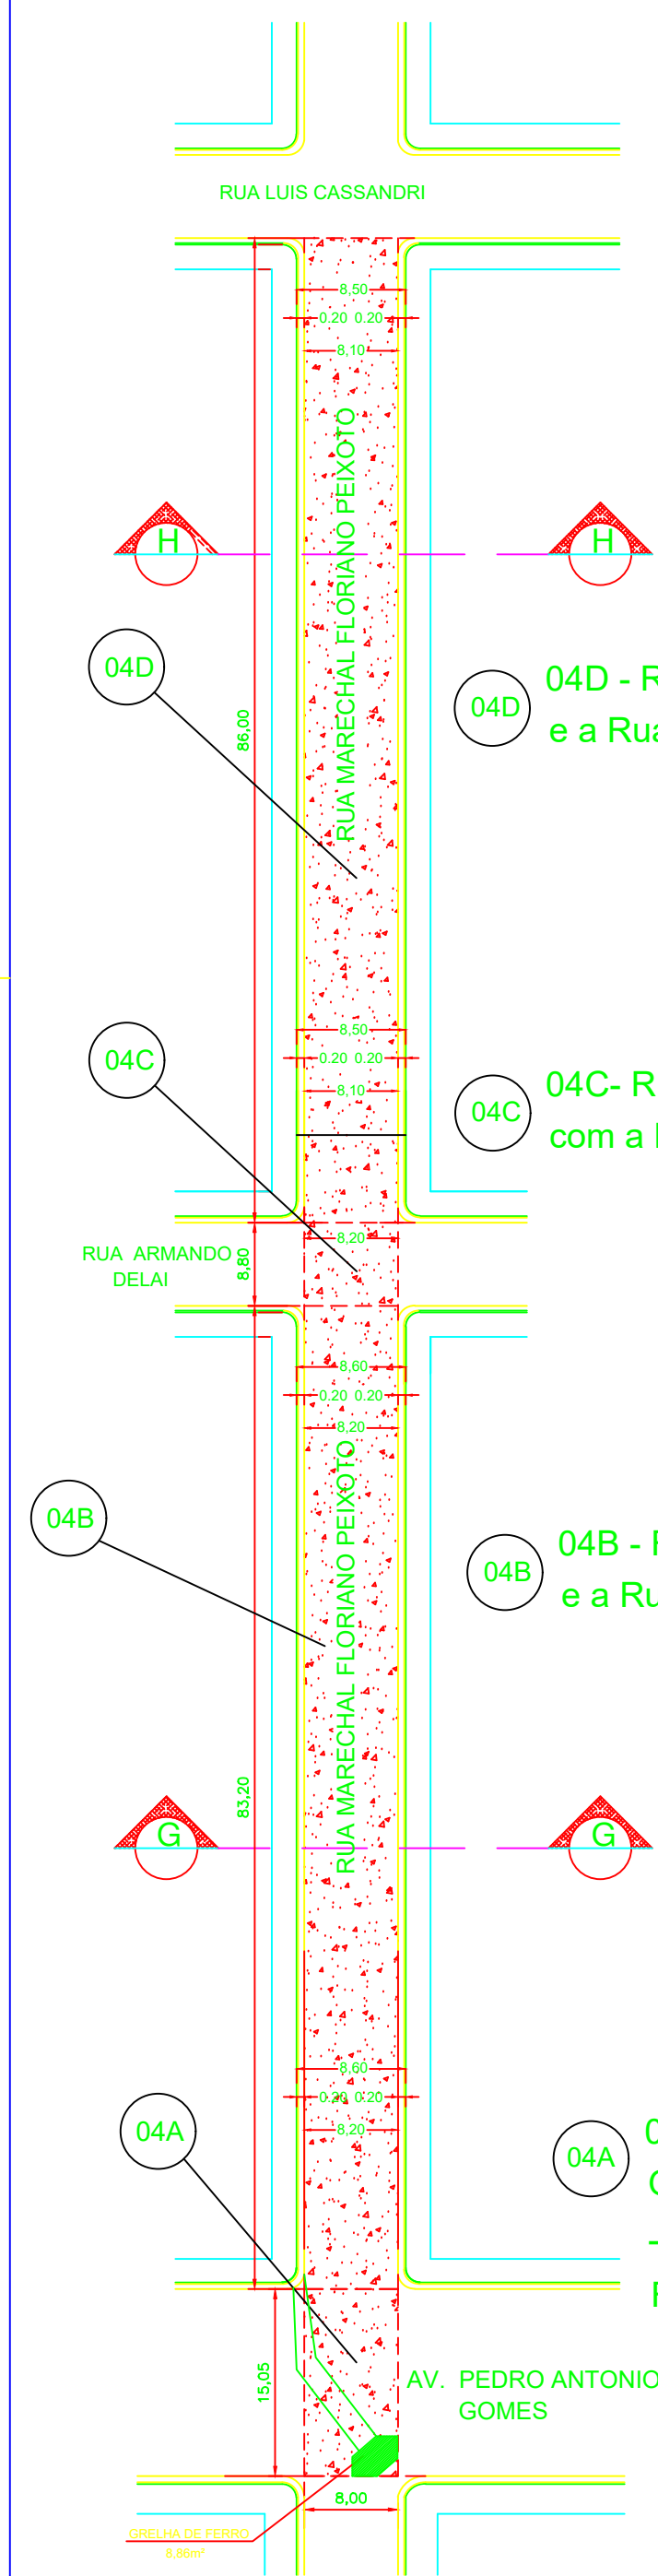 RUA LUIS CASSANDRI
8,50
0.20 0.20
8,10
RUA MARECHAL FLORIANO PEIXOTO
H
H
04D
86,00
04D
04D - R
e a Rua
8,50
0.20 0.20
8,10
04C
04C
04C- R
com a
8,20
RUA ARMANDO
DELAI
8,80
8,60
0.20 0.20
8,20
RUA MARECHAL FLORIANO PEIXOTO
04B
04B
04B -
e a Ru
83,20
G
G
8,60
0.20 0.20
8,20
04A
04A
15,05
AV. PEDRO ANTONIO
GOMES
8,00
GRELHA DE FERRO
8,86m²